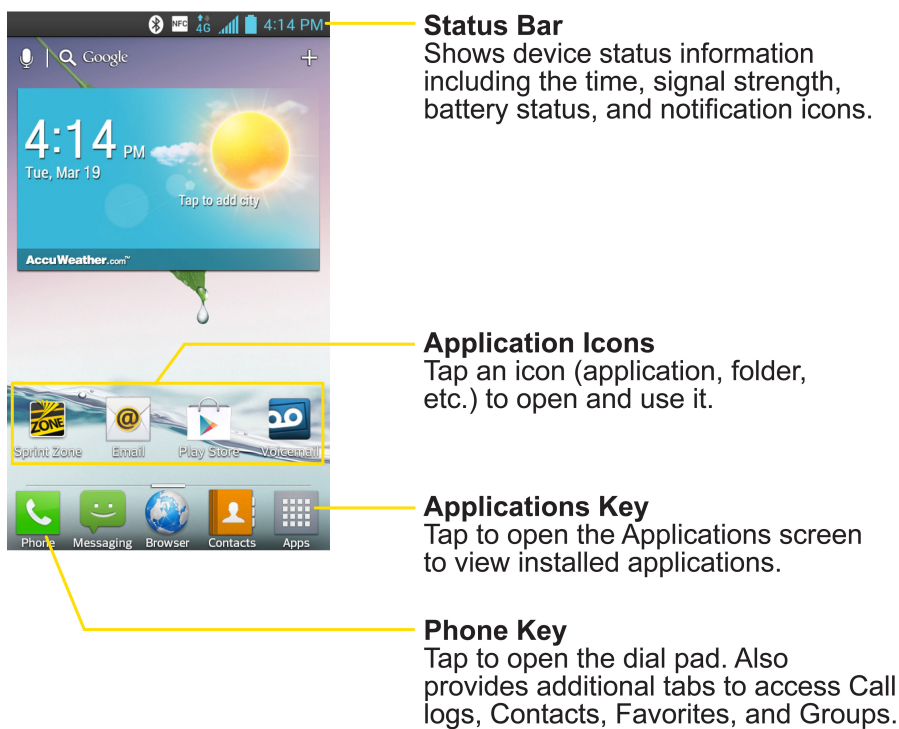 NFC 4G 4:14 PM
Google
4:14 PM
Tue, Mar 19
Tap to add city
AccuWeather.com™
ZONE
@
Sprint Zone Email Play Store Voicemail
Phone Messaging Browser Contacts Apps
Status Bar
Shows device status information
including the time, signal strength,
battery status, and notification icons.
Application Icons
Tap an icon (application, folder,
etc.) to open and use it.
Applications Key
Tap to open the Applications screen
to view installed applications.
Phone Key
Tap to open the dial pad. Also
provides additional tabs to access Call
logs, Contacts, Favorites, and Groups.